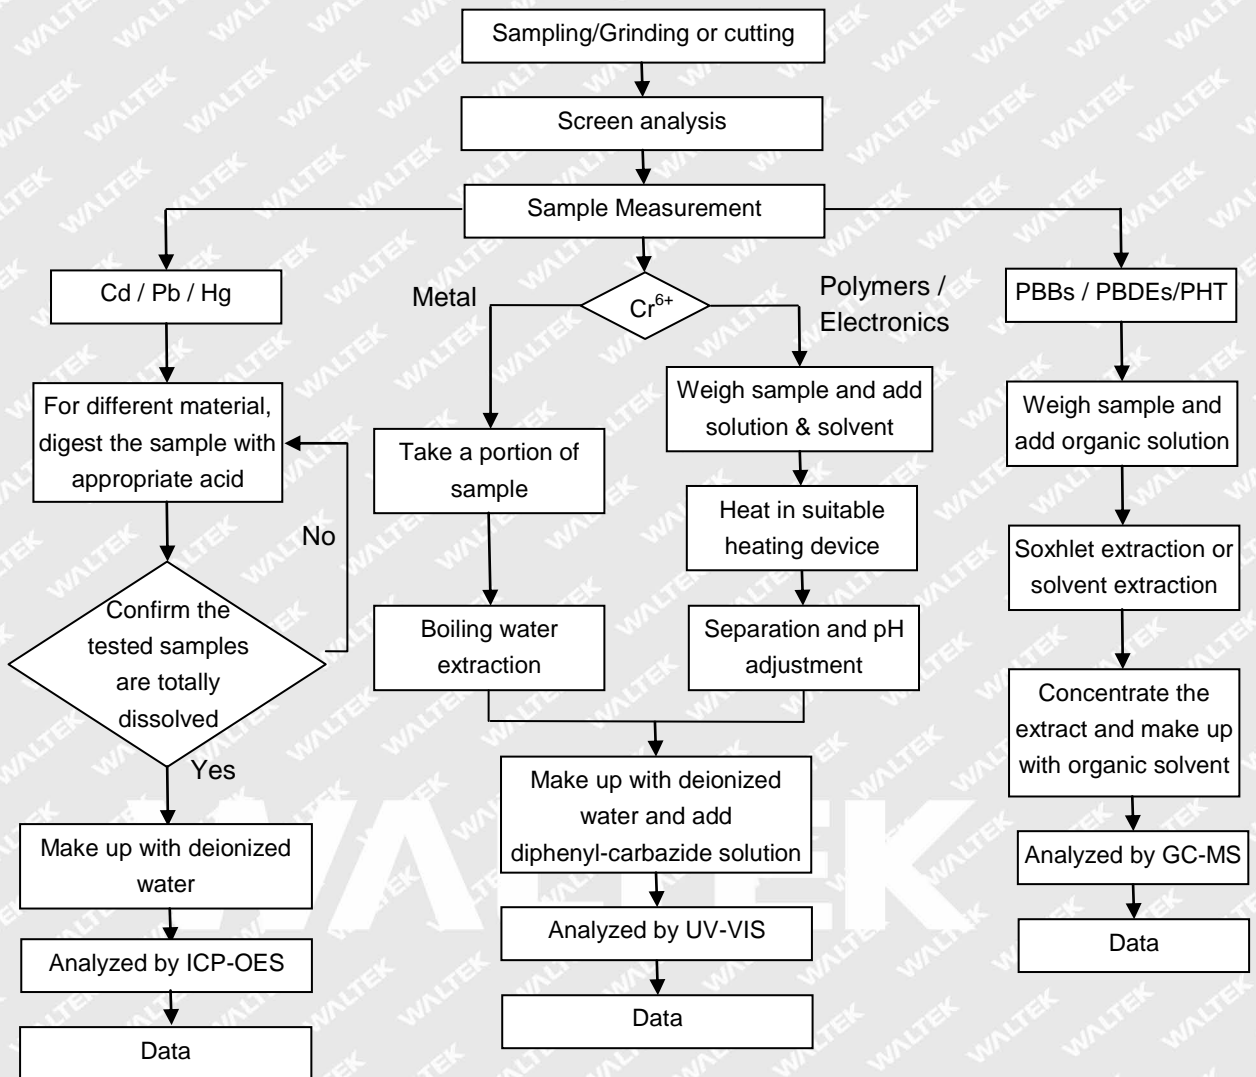 Sampling/Grinding or cutting
Screen analysis
Sample Measurement
Cd / Pb / Hg
For different material,
digest the sample with
appropriate acid
No
Confirm the
tested samples
are totally
dissolved
Yes
Make up with deionized
water
Analyzed by ICP-OES
Data
Cr6+
Metal
Take a portion of
sample
Boiling water
extraction
Polymers /
Electronics
Weigh sample and add
solution & solvent
Heat in suitable
heating device
Separation and pH
adjustment
Make up with deionized
water and add
diphenyl-carbazide solution
Analyzed by UV-VIS
Data
PBBs / PBDEs/PHT
Weigh sample and
add organic solution
Soxhlet extraction or
solvent extraction
Concentrate the
extract and make up
with organic solvent
Analyzed by GC-MS
Data
WALTEK